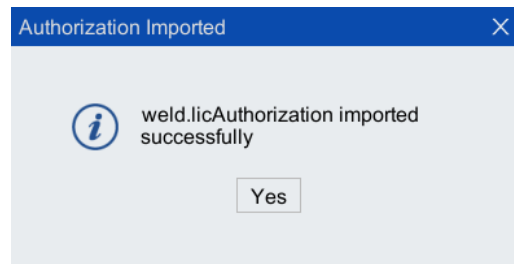 Authorization Imported
weld.licAuthorization imported
successfully
Yes